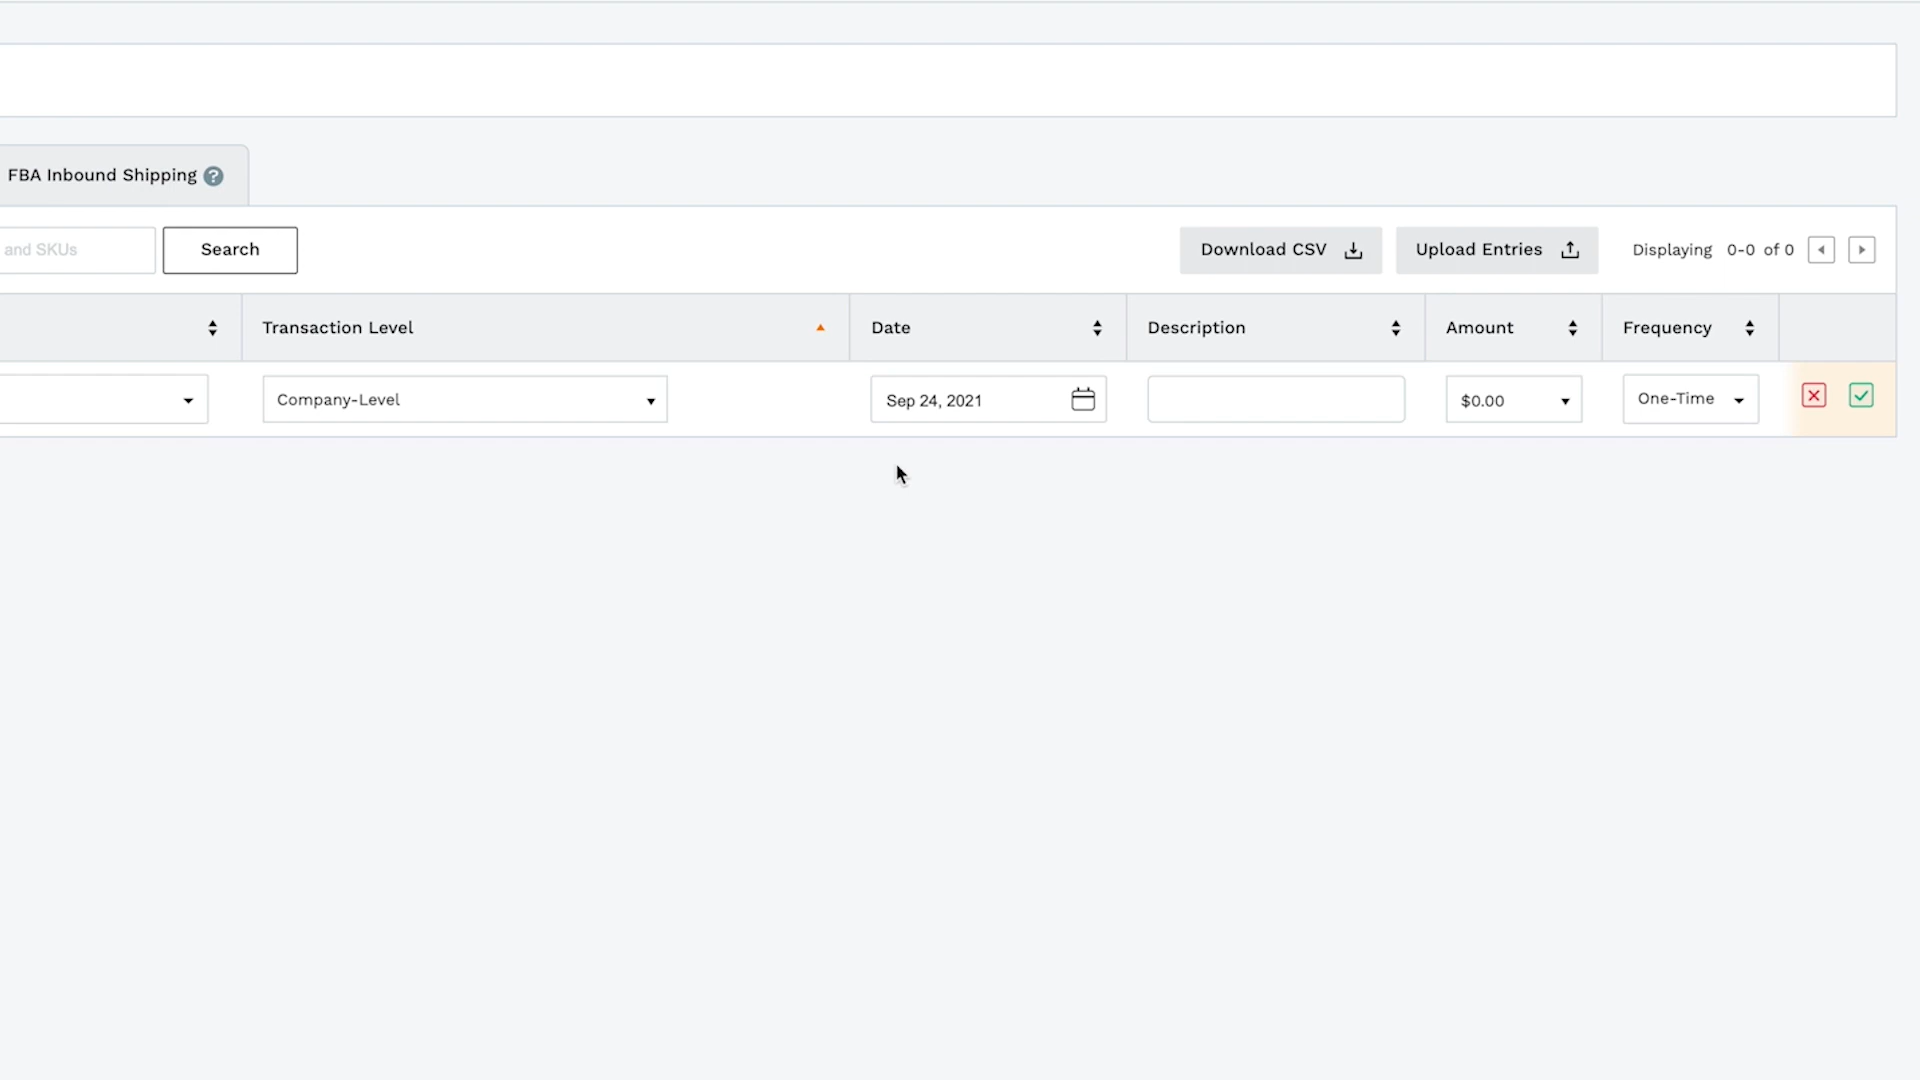 FBA Inbound Shipping ?
and SKUs
Search
Download CSV
Upload Entries
Displaying 0-0 of 0
Transaction Level
Date
Description
Amount
Frequency
Company-Level
Sep 24, 2021
$0.00
One-Time